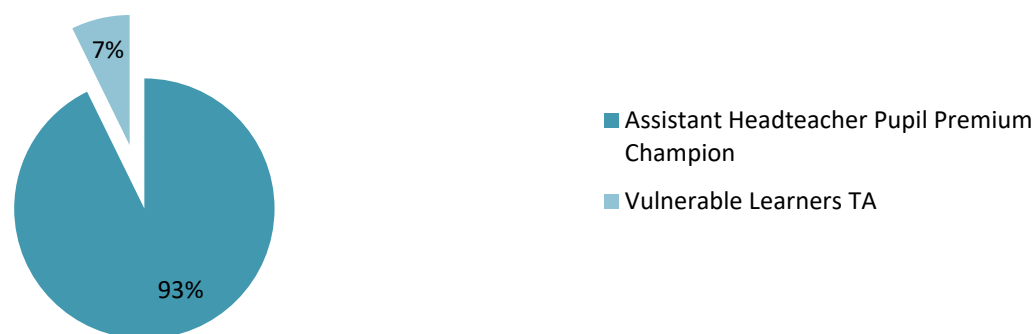 7%
Assistant Headteacher Pupil Premium
Champion
Vulnerable Learners TA
93%